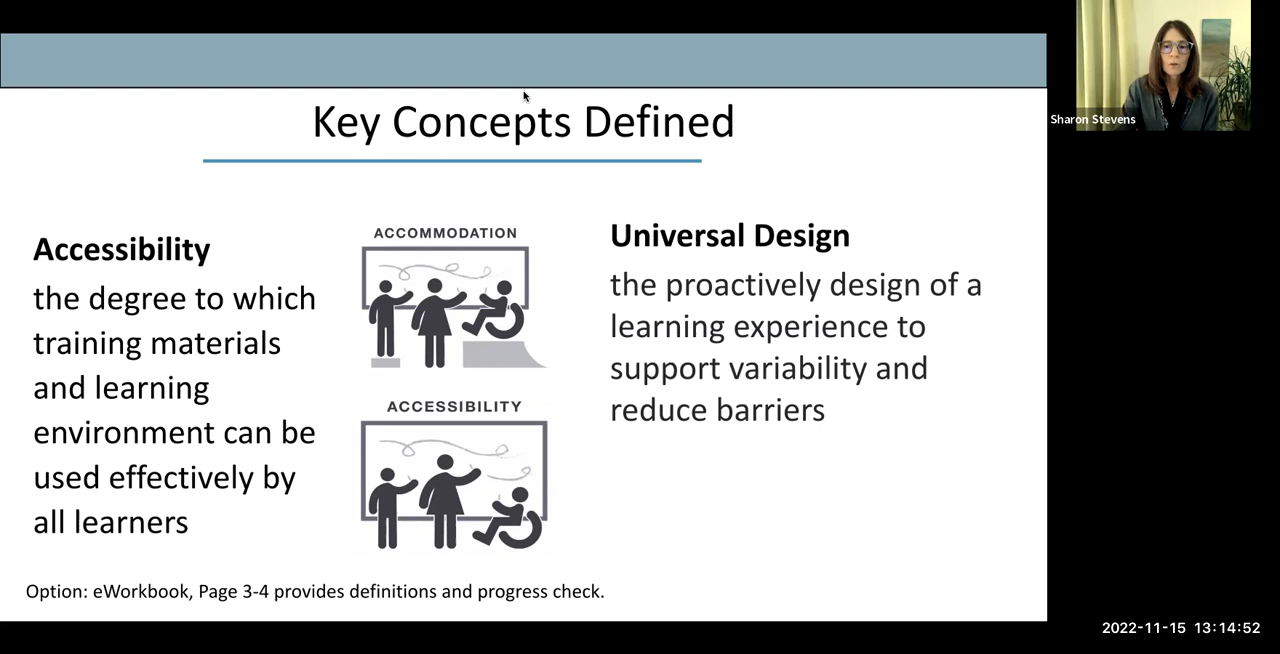 Key Concepts Defined
Accessibility
the degree to which
training materials
and learning
environment can be
used effectively by
all learners
ACCOMMODATION
ACCESSIBILITY
Universal Design
the proactively design of a
learning experience to
support variability and
reduce barriers
Option: eWorkbook, Page 3-4 provides definitions and progress check.
Sharon Stevens
2022-11-15 13:14:52